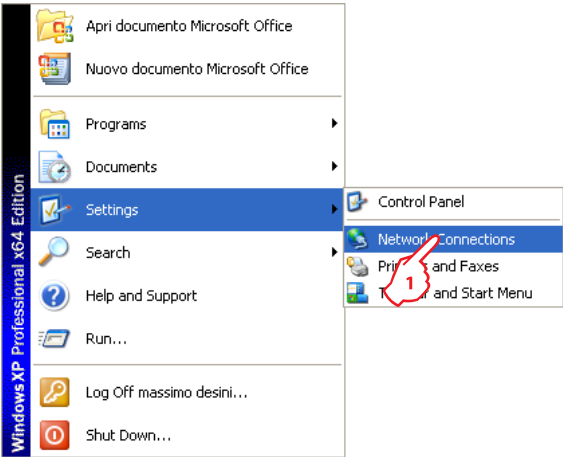 Apri documento Microsoft Office
Nuovo documento Microsoft Office
Programs
Documents
Settings
Search
Help and Support
Run...
Log Off massimo desini...
Shut Down...
Windows XP Professional x64 Edition
Control Panel
Network Connections
and Faxes
and Start Menu
1